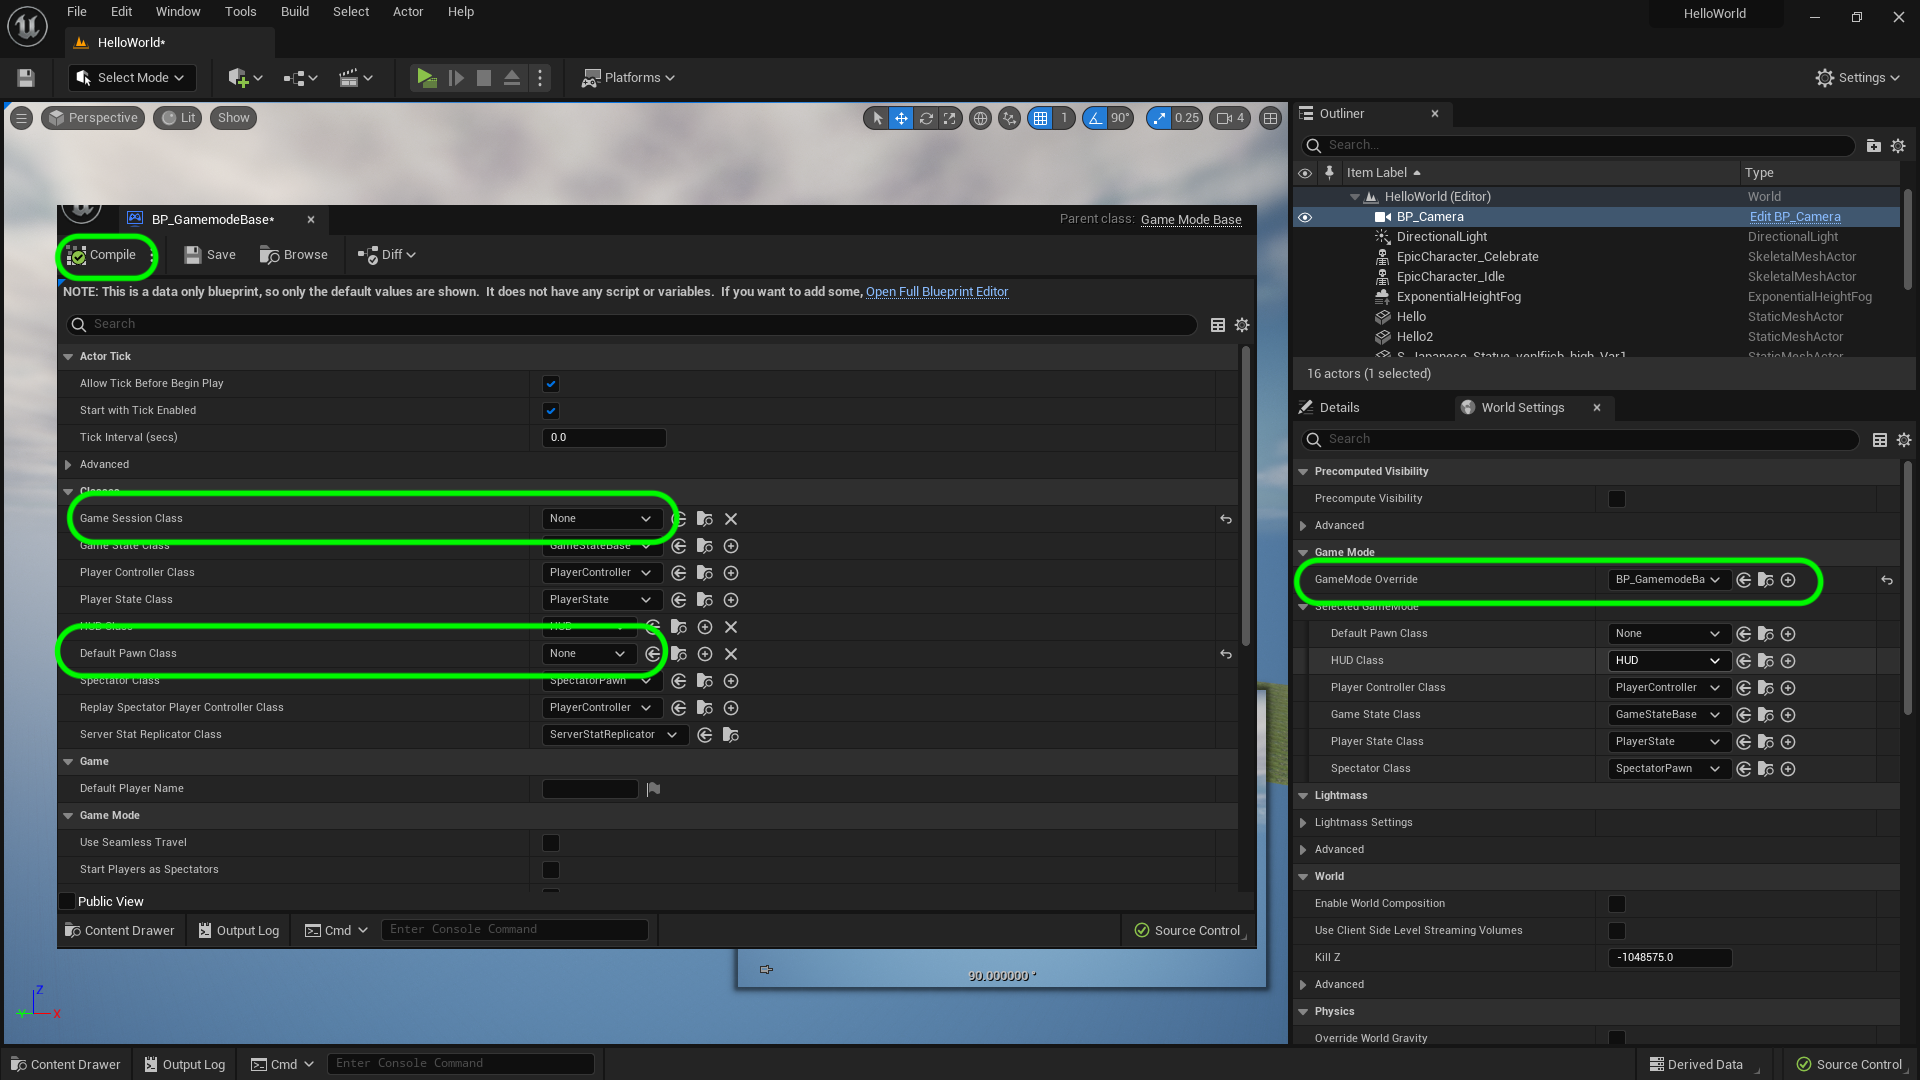 File Edit Window Tools Build Select Actor Help
HelloWorld
HelloWorld*
Select Mode
Platforms
Settings
Perspective
Lit
Show
1
90°
0.25
4
BP_GamemodeBase*
Parent class: Game Mode Base
Compile
Save
Browse
Diff
NOTE: This is a data only blueprint, so only the default values are shown. It does not have any script or variables. If you want to add some, Open Full Blueprint Editor
Search
Actor Tick
Allow Tick Before Begin Play
Start with Tick Enabled
Tick Interval (secs) 0.0
Advanced
Classes
Game Session Class None
Game State Class GameStateBase
Player Controller Class PlayerController
Player State Class PlayerState
HUD Class HUD
Default Pawn Class None
Spectator Class SpectatorPawn
Replay Spectator Player Controller Class PlayerController
Server Stat Replicator Class ServerStatReplicator
Game
Default Player Name
Game Mode
Use Seamless Travel
Start Players as Spectators
Public View
Content Drawer
Output Log
Cmd
Enter Console Command
Source Control
90.000000 °
Z
Y
X
Outliner
Search...
Item Label Type
HelloWorld (Editor) World
BP_Camera Edit BP_Camera
DirectionalLight DirectionalLight
EpicCharacter_Celebrate SkeletalMeshActor
EpicCharacter_Idle SkeletalMeshActor
ExponentialHeightFog ExponentialHeightFog
Hello StaticMeshActor
Hello2 StaticMeshActor
StaticMeshActor
16 actors (1 selected)
Details
World Settings
Search
Precomputed Visibility
Precompute Visibility
Advanced
Game Mode
GameMode Override BP_GamemodeBa
Selected GameMode
Default Pawn Class None
HUD Class HUD
Player Controller Class PlayerController
Game State Class GameStateBase
Player State Class PlayerState
Spectator Class SpectatorPawn
Lightmass
Lightmass Settings
Advanced
World
Enable World Composition
Use Client Side Level Streaming Volumes
Kill Z -1048575.0
Advanced
Physics
Override World Gravity
Content Drawer
Output Log
Cmd
Enter Console Command
Derived Data
Source Control